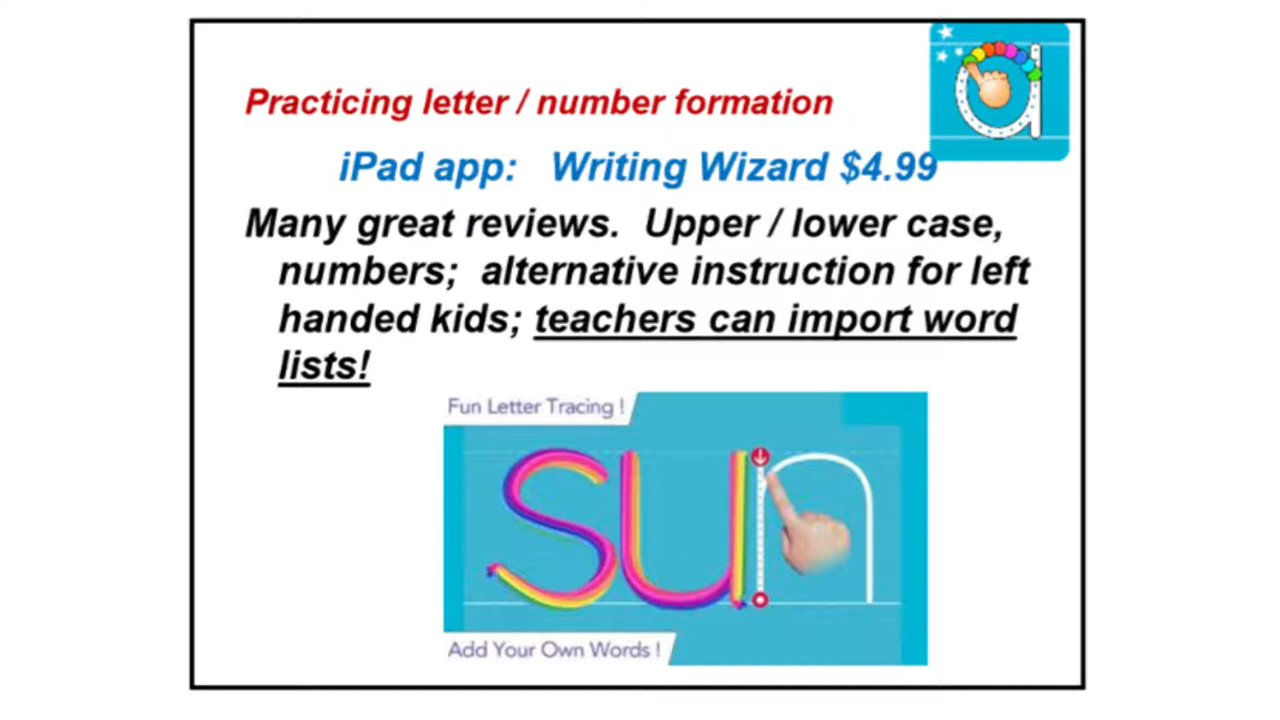 Practicing letter / number formation
iPad app: Writing Wizard $4.99
Many great reviews. Upper / lower case,
numbers; alternative instruction for left
handed kids; teachers can import word
lists!
Fun Letter Tracing !
sun
Add Your Own Words !
a